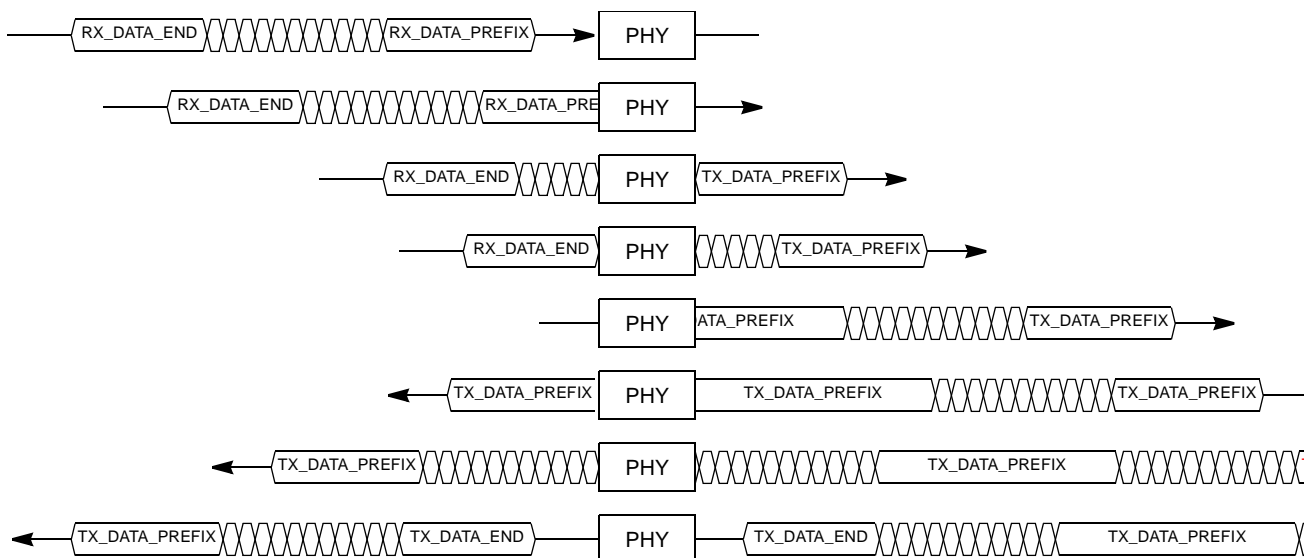 RX_DATA_END RX_DATA_PREFIX PHY
RX_DATA_END RX_DATA_PRE PHY
RX_DATA_END PHY TX_DATA_PREFIX
RX_DATA_END PHY TX_DATA_PREFIX
PHY ATA_PREFIX TX_DATA_PREFIX
TX_DATA_PREFIX PHY TX_DATA_PREFIX TX_DATA_PREFIX
TX_DATA_PREFIX PHY TX_DATA_PREFIX
TX_DATA_PREFIX TX_DATA_END PHY TX_DATA_END TX_DATA_PREFIX